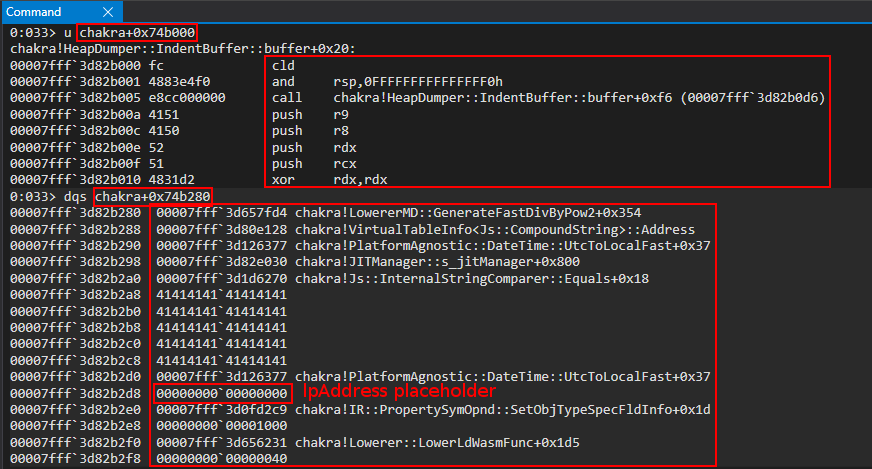 Command X
0:033> u chakra+0x74b000
chakra!HeapDumper::IndentBuffer::buffer+0x20:
00007fff`3d82b000 fc cld
00007fff`3d82b001 4883e4f0 and rsp,0FFFFFFFFFFFFFFF0h
00007fff`3d82b005 e8cc000000 call chakra!HeapDumper::IndentBuffer::buffer+0xf6 (00007fff`3d82b0d6)
00007fff`3d82b00a 4151 push r9
00007fff`3d82b00c 4150 push r8
00007fff`3d82b00e 52 push rdx
00007fff`3d82b00f 51 push rcx
00007fff`3d82b010 4831d2 xor rdx,rdx
0:033> dqs chakra+0x74b280
00007fff`3d82b280 00007fff`3d657fd4 chakra!LowererMD::GenerateFastDivByPow2+0x354
00007fff`3d82b288 00007fff`3d80e128 chakra!VirtualTableInfo<Js::CompoundString>::Address
00007fff`3d82b290 00007fff`3d126377 chakra!PlatformAgnostic::DateTime::UtcToLocalFast+0x37
00007fff`3d82b298 00007fff`3d82e030 chakra!JITManager::s_jitManager+0x800
00007fff`3d82b2a0 00007fff`3d1d6270 chakra!Js::InternalStringComparer::Equals+0x18
00007fff`3d82b2a8 41414141`41414141
00007fff`3d82b2b0 41414141`41414141
00007fff`3d82b2b8 41414141`41414141
00007fff`3d82b2c0 41414141`41414141
00007fff`3d82b2c8 41414141`41414141
00007fff`3d82b2d0 00007fff`3d126377 chakra!PlatformAgnostic::DateTime::UtcToLocalFast+0x37
00007fff`3d82b2d8 00000000`00000000 lpAddress placeholder
00007fff`3d82b2e0 00007fff`3d0fd2c9 chakra!IR::PropertySymOpnd::SetObjTypeSpecFldInfo+0x1d
00007fff`3d82b2e8 00000000`00001000
00007fff`3d82b2f0 00007fff`3d656231 chakra!Lowerer::LowerLdWasmFunc+0x1d5
00007fff`3d82b2f8 00000000`00000040